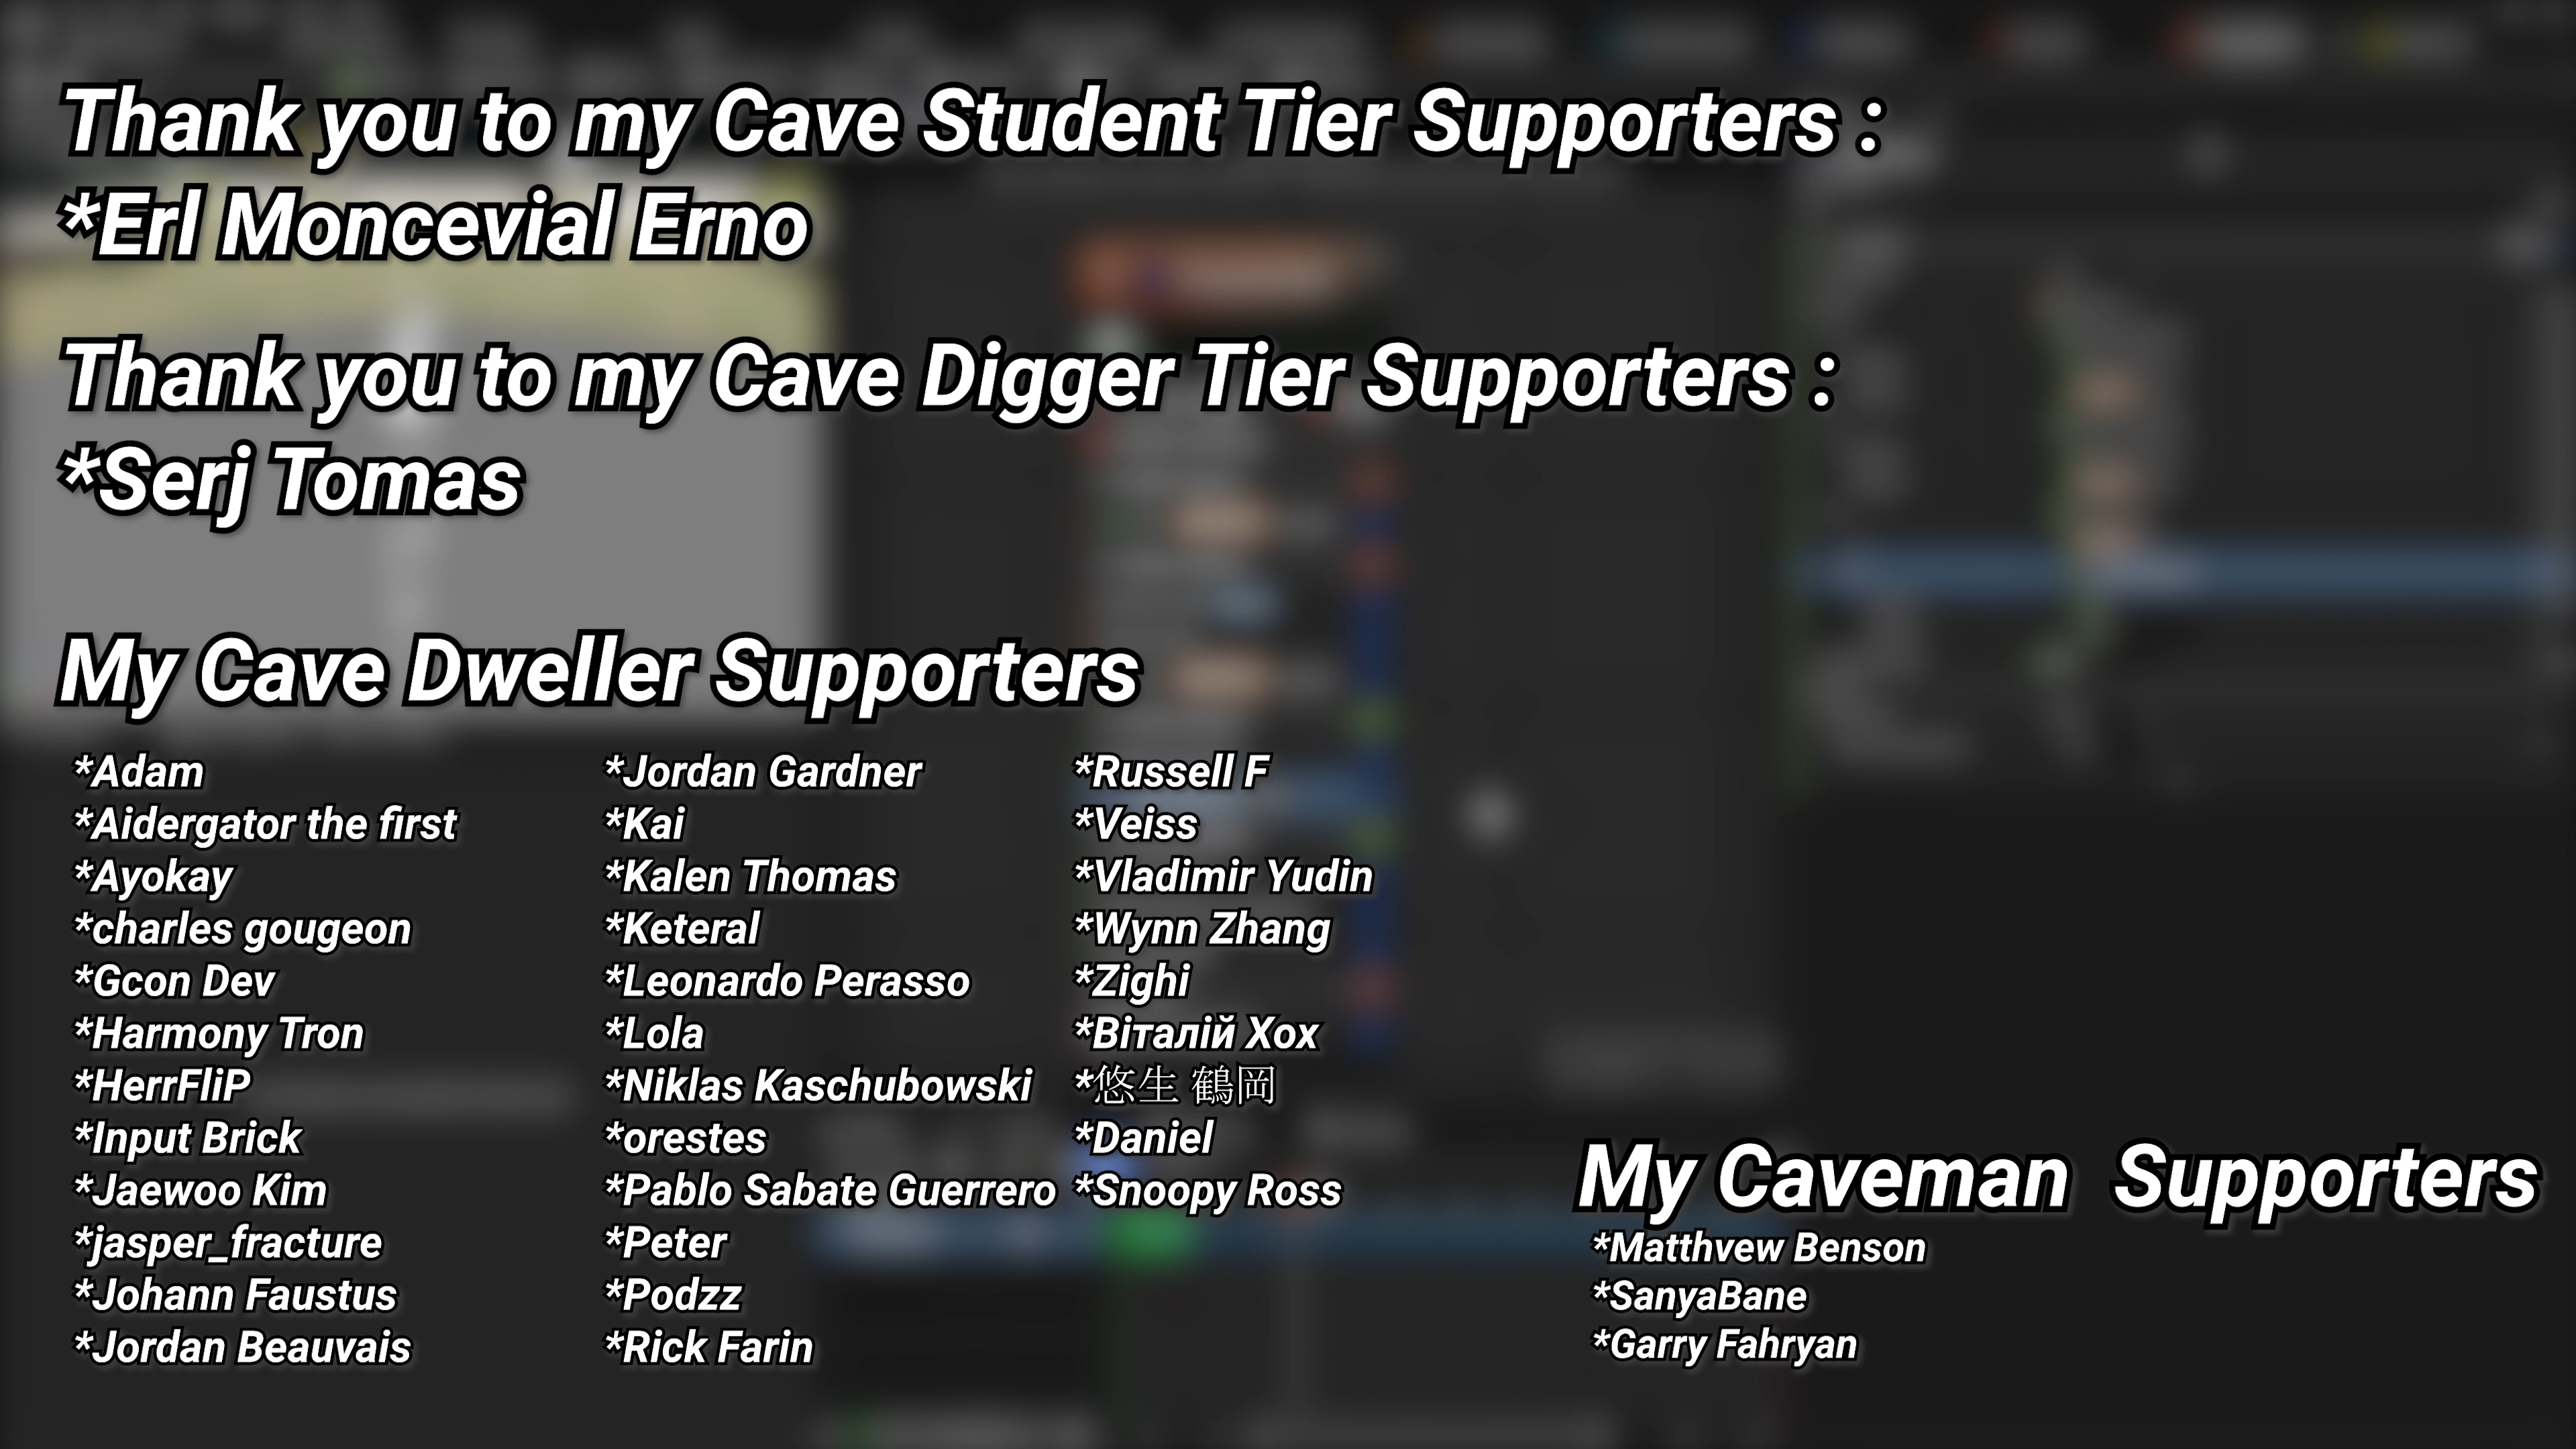 Thank you to my Cave Student Tier Supporters :
*Erl Moncevial Erno
Thank you to my Cave Digger Tier Supporters :
*Serj Tomas
My Cave Dweller Supporters
*Adam
*Aidergator the first
*Ayokay
*charles gougeon
*Gcon Dev
*Harmony Tron
*HerrFliP
*Input Brick
*Jaewoo Kim
*jasper_fracture
*Johann Faustus
*Jordan Beauvais
*Jordan Gardner
*Kai
*Kalen Thomas
*Keteral
*Leonardo Perasso
*Lola
*Niklas Kaschubowski
*orestes
*Pablo Sabate Guerrero
*Peter
*Podzz
*Rick Farin
*Russell F
*Veiss
*Vladimir Yudin
*Wynn Zhang
*Zighi
*Віталій Хох
*悠生 鶴岡
*Daniel
*Snoopy Ross
My Caveman  Supporters
*Matthvew Benson
*SanyaBane
*Garry Fahryan